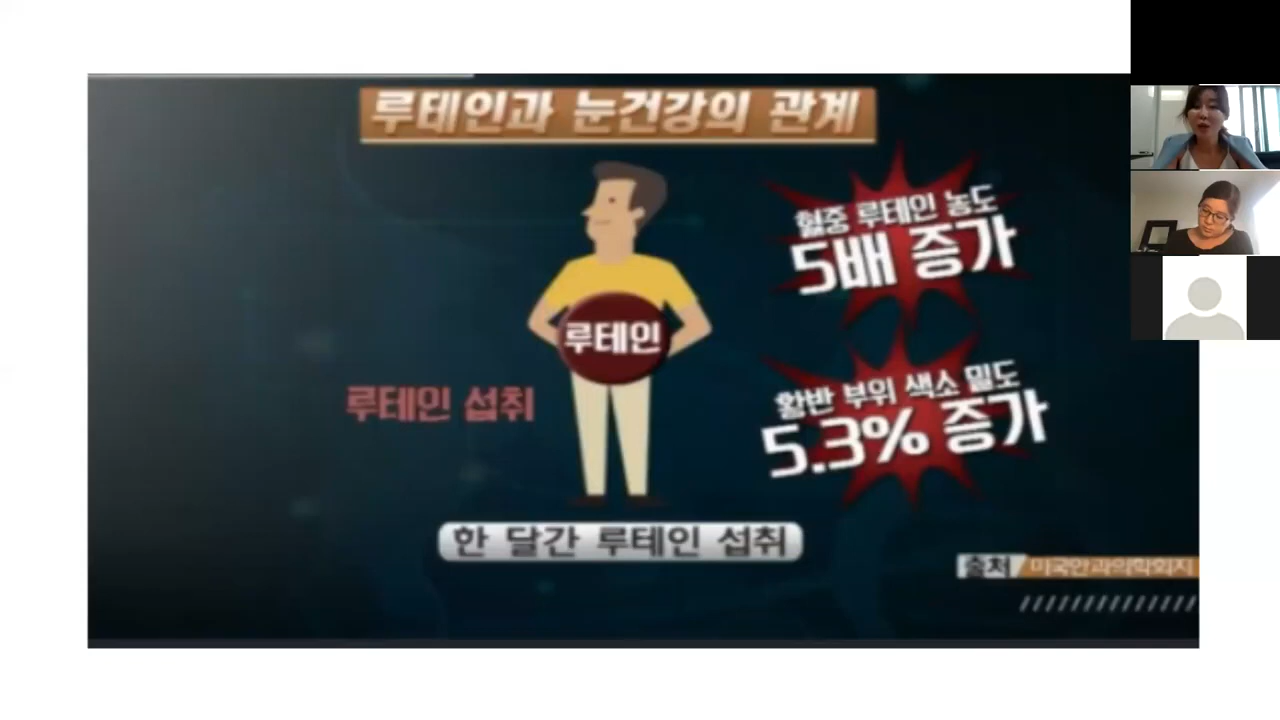 루테인과 눈건강의 관계
혈중 루테인 농도
5배 증가
루테인
루테인 섭취
황반 부위 색소 밀도
5.3% 증가
한 달간 루테인 섭취
출처 미국안과의학회지